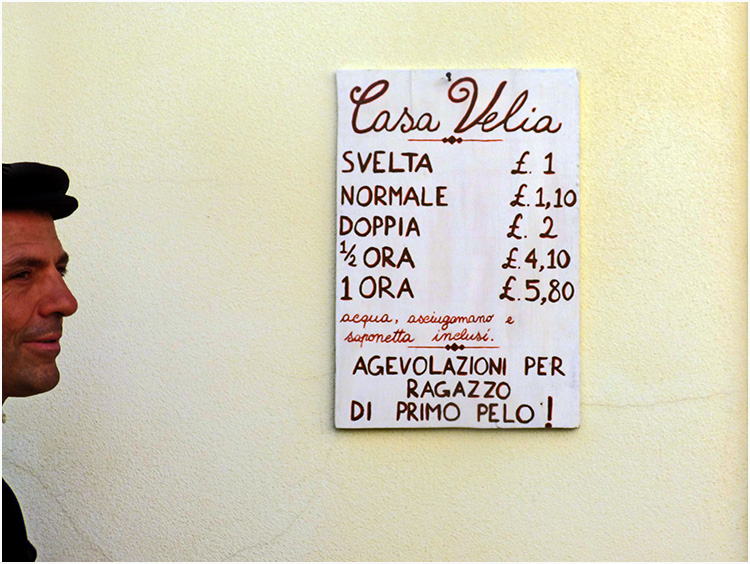 Casa Velia
SVELTA £. 1
NORMALE £. 1,10
DOPPIA £. 2
½ ORA £. 4,10
1 ORA £. 5,80
acqua, asciugamano e
saponetta inclusi.
AGEVOLAZIONI PER
RAGAZZO
DI PRIMO PELO!